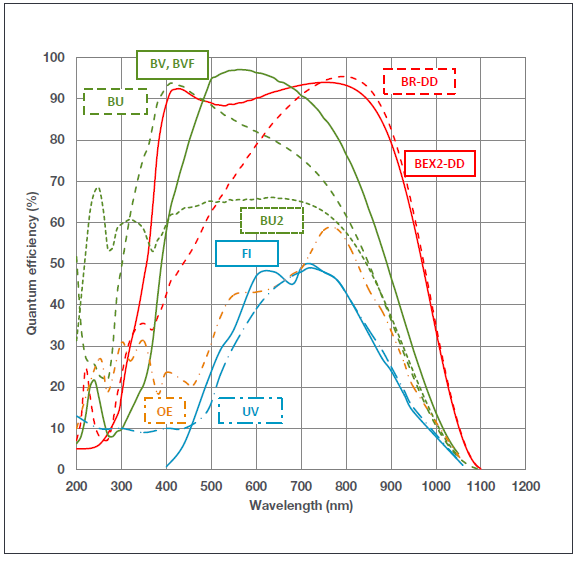 100
90
80
70
60
50
40
30
20
10
0
Quantum efficiency (%)
BV, BVF
BU
BR-DD
BEX2-DD
BU2
FI
OE
UV
200 300 400 500 600 700 800 900 1000 1100 1200
Wavelength (nm)